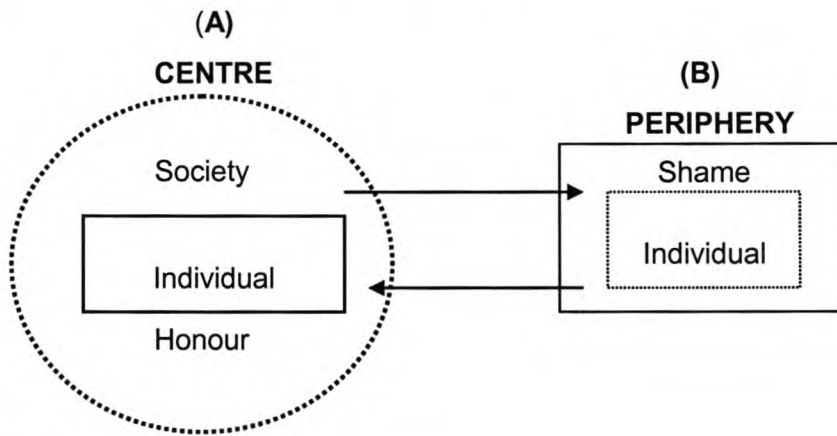 (A)
CENTRE
Society
Individual
Honour
(B)
PERIPHERY
Shame
Individual